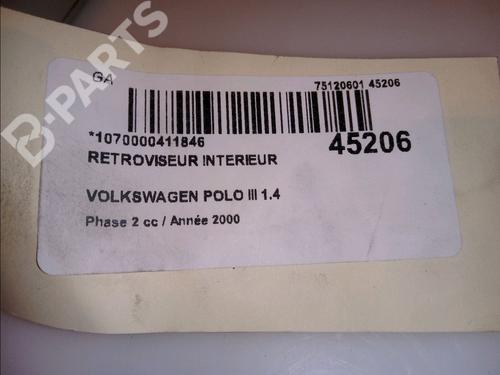 GA
75120601 45206
*1070000411846
45206
RETROVISEUR INTERIEUR
VOLKSWAGEN POLO III 1.4
Phase 2 cc / Année 2000
B-PARTS